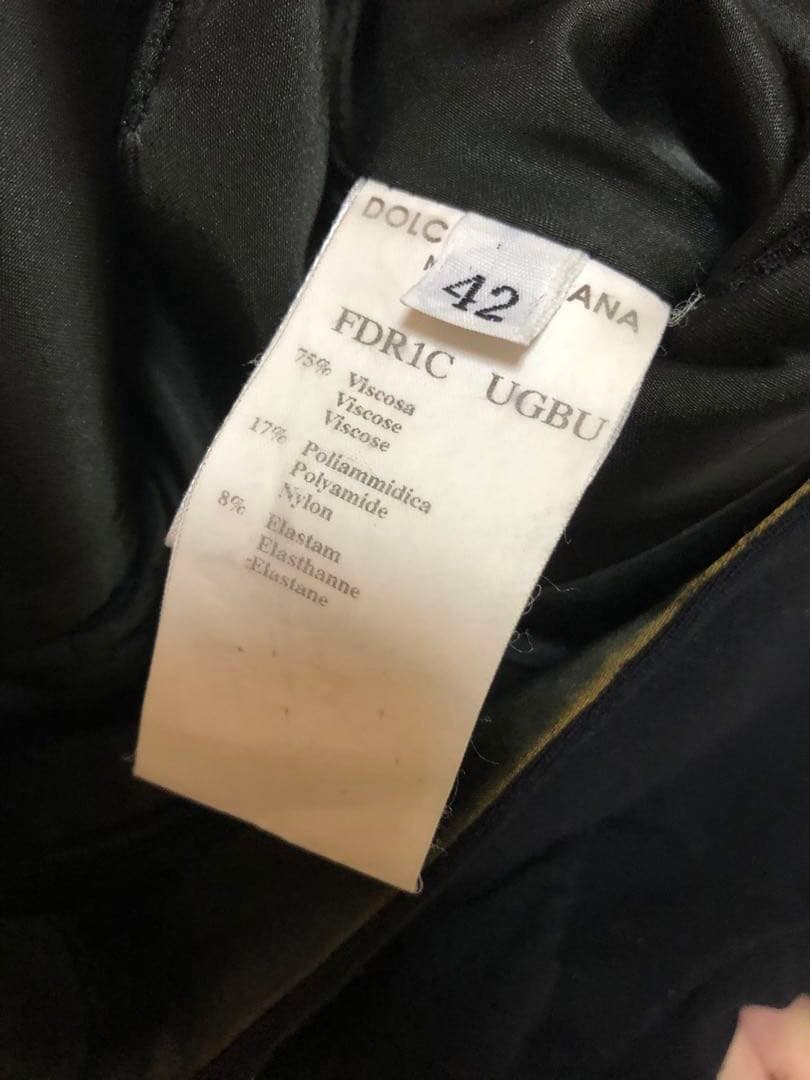 DOLC ANA
42
FDR1C UGBU
75% Viscosa
Viscose
Viscose
17% Poliammidica
Polyamide
Nylon
8% Elastam
Elasthanne
Elastane